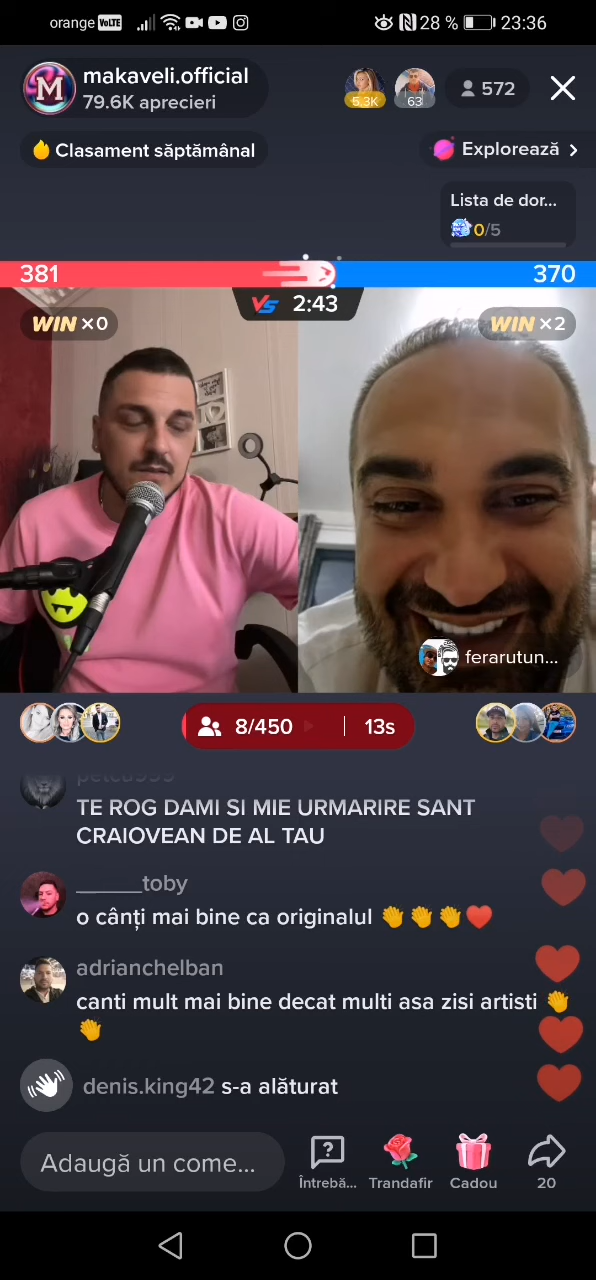 orange VoLTE 28 % 23:36
M makaveli.official
79.6K aprecieri
5.3K 63 572
Clasament săptămânal
Explorează
Lista de dor...
0/5
381 370
VS 2:43
WIN ×0 WIN ×2
ferarutun...
8/450 13s
TE ROG DAMI SI MIE URMARIRE SANT
CRAIOVEAN DE AL TAU
______toby
o cânți mai bine ca originalul 👏👏👏❤️
adrianchelban
canti mult mai bine decat multi asa zisi artisti 👏
👏
denis.king42 s-a alăturat
Adaugă un come...
Întrebă... Trandafir Cadou 20